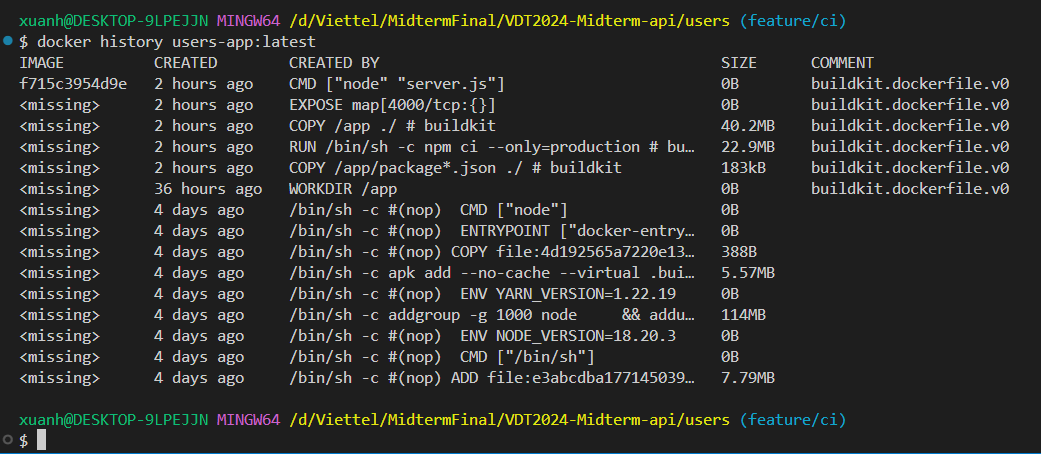 xuanh@DESKTOP-9LPEJJN MINGW64 /d/Viettel/MidtermFinal/VDT2024-Midterm-api/users (feature/ci)
$ docker history users-app:latest
IMAGE CREATED CREATED BY SIZE COMMENT
f715c3954d9e 2 hours ago CMD ["node" "server.js"] 0B buildkit.dockerfile.v0
<missing> 2 hours ago EXPOSE map[4000/tcp:{}] 0B buildkit.dockerfile.v0
<missing> 2 hours ago COPY /app ./ # buildkit 40.2MB buildkit.dockerfile.v0
<missing> 2 hours ago RUN /bin/sh -c npm ci --only=production # bu… 22.9MB buildkit.dockerfile.v0
<missing> 2 hours ago COPY /app/package*.json ./ # buildkit 183kB buildkit.dockerfile.v0
<missing> 36 hours ago WORKDIR /app 0B buildkit.dockerfile.v0
<missing> 4 days ago /bin/sh -c #(nop)  CMD ["node"] 0B
<missing> 4 days ago /bin/sh -c #(nop)  ENTRYPOINT ["docker-entry… 0B
<missing> 4 days ago /bin/sh -c #(nop) COPY file:4d192565a7220e13… 388B
<missing> 4 days ago /bin/sh -c apk add --no-cache --virtual .bui… 5.57MB
<missing> 4 days ago /bin/sh -c #(nop)  ENV YARN_VERSION=1.22.19 0B
<missing> 4 days ago /bin/sh -c addgroup -g 1000 node     && addu… 114MB
<missing> 4 days ago /bin/sh -c #(nop)  ENV NODE_VERSION=18.20.3 0B
<missing> 4 days ago /bin/sh -c #(nop)  CMD ["/bin/sh"] 0B
<missing> 4 days ago /bin/sh -c #(nop) ADD file:e3abcdba177145039… 7.79MB
xuanh@DESKTOP-9LPEJJN MINGW64 /d/Viettel/MidtermFinal/VDT2024-Midterm-api/users (feature/ci)
$